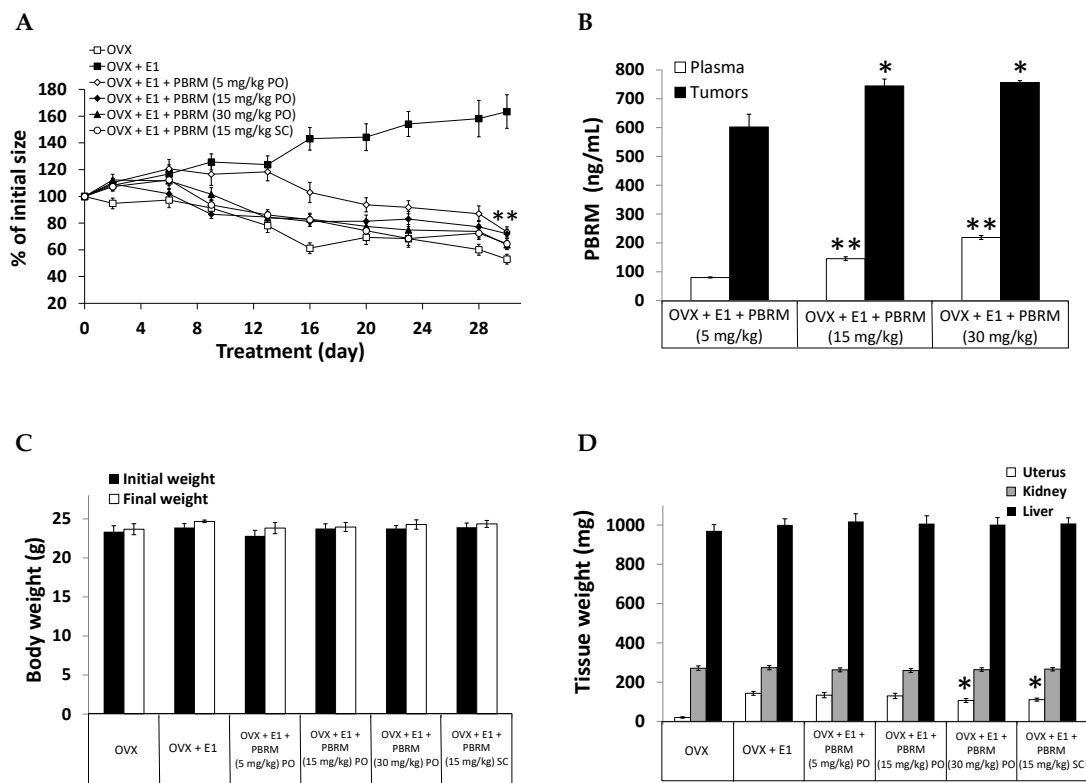 A
OVX
OVX + E1
OVX + E1 + PBRM (5 mg/kg PO)
OVX + E1 + PBRM (15 mg/kg PO)
OVX + E1 + PBRM (30 mg/kg PO)
OVX + E1 + PBRM (15 mg/kg SC)
% of initial size
180
160
140
120
100
80
60
40
20
**
0 4 8 12 16 20 24 28
Treatment (day)
B
Plasma
Tumors
PBRM (ng/mL)
800
700
600
500
400
300
200
100
0
* *
** **
OVX + E1 + PBRM
(5 mg/kg)
OVX + E1 + PBRM
(15 mg/kg)
OVX + E1 + PBRM
(30 mg/kg)
C
Initial weight
Final weight
Body weight (g)
25
20
15
10
5
0
OVX
OVX + E1
OVX + E1 +
PBRM
(5 mg/kg) PO
OVX + E1 +
PBRM
(15 mg/kg) PO
OVX + E1 +
PBRM
(30 mg/kg) PO
OVX + E1 +
PBRM
(15 mg/kg) SC
D
Uterus
Kidney
Liver
Tissue weight (mg)
1000
800
600
400
200
0
* *
OVX
OVX + E1
OVX + E1 +
PBRM
(5 mg/kg) PO
OVX + E1 +
PBRM
(15 mg/kg) PO
OVX + E1 +
PBRM
(30 mg/kg) PO
OVX + E1 +
PBRM
(15 mg/kg) SC